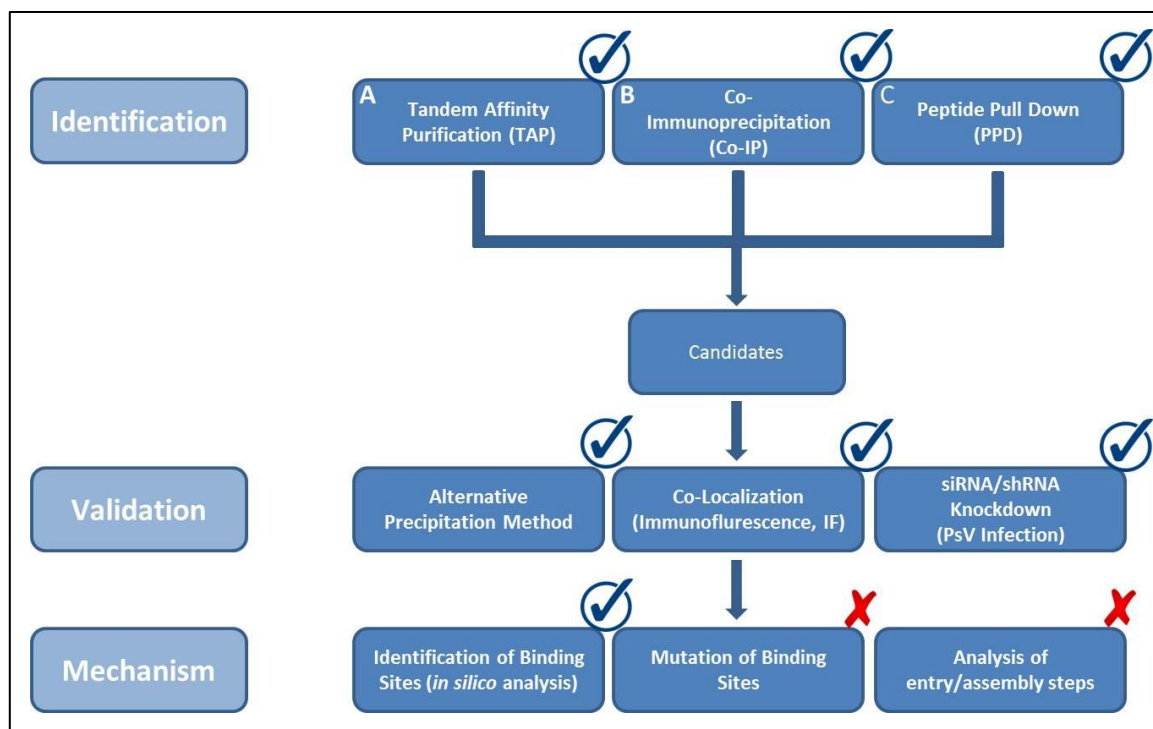 Identification
A
Tandem Affinity
Purification (TAP)
B
Co-
Immunoprecipitation
(Co-IP)
C
Peptide Pull Down
(PPD)
Candidates
Validation
Alternative
Precipitation Method
Co-Localization
(Immunoflurescence, IF)
siRNA/shRNA
Knockdown
(PsV Infection)
Mechanism
Identification of Binding
Sites (in silico analysis)
Mutation of Binding
Sites
Analysis of
entry/assembly steps